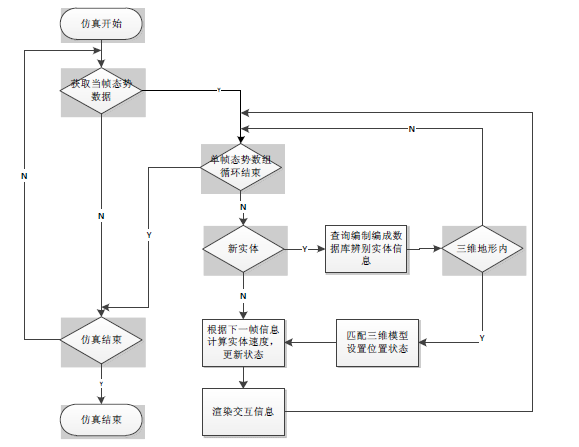 仿真开始
获取当帧态势
数据
Y
N
N
单帧态势数组
循环结束
N
Y
N
新实体
Y
查询编制编成数
据库辨别实体信
息
三维地形内
N
Y
仿真结束
根据下一帧信息
计算实体速度，
更新状态
匹配三维模型
设置位置状态
Y
仿真结束
渲染交互信息